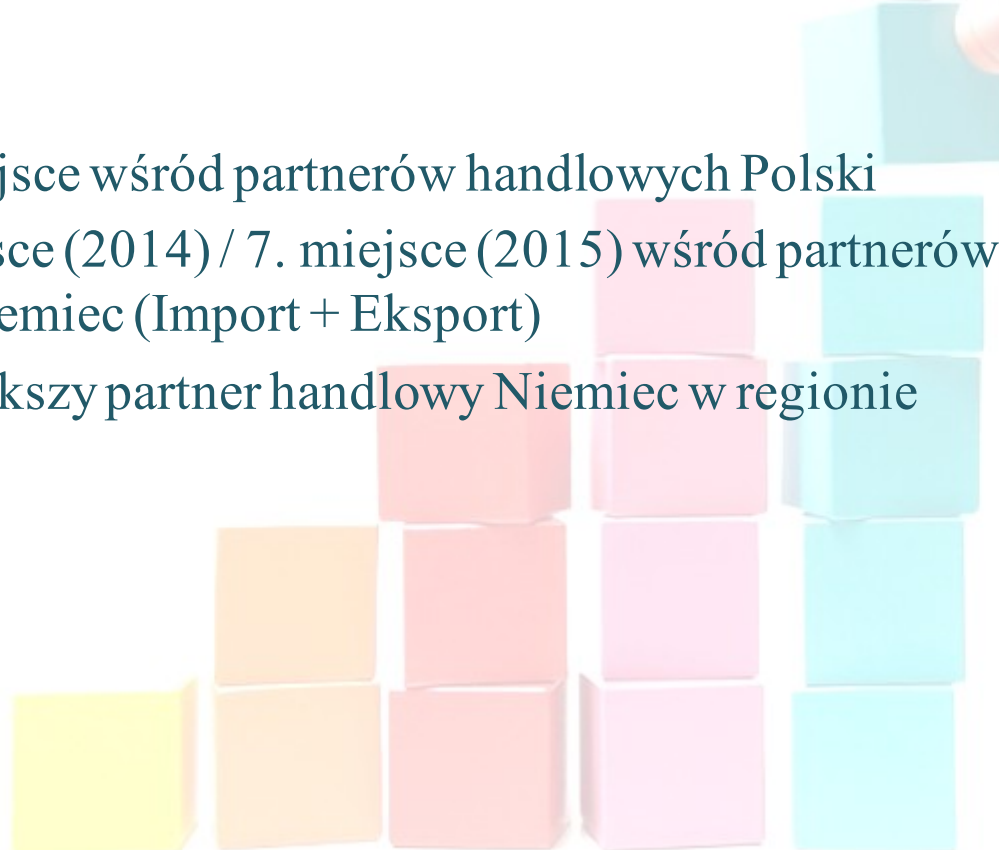 jsce wśród partnerów handlowych Polski
sce (2014) / 7. miejsce (2015) wśród partnerów
emiec (Import + Eksport)
kszy partner handlowy Niemiec w regionie